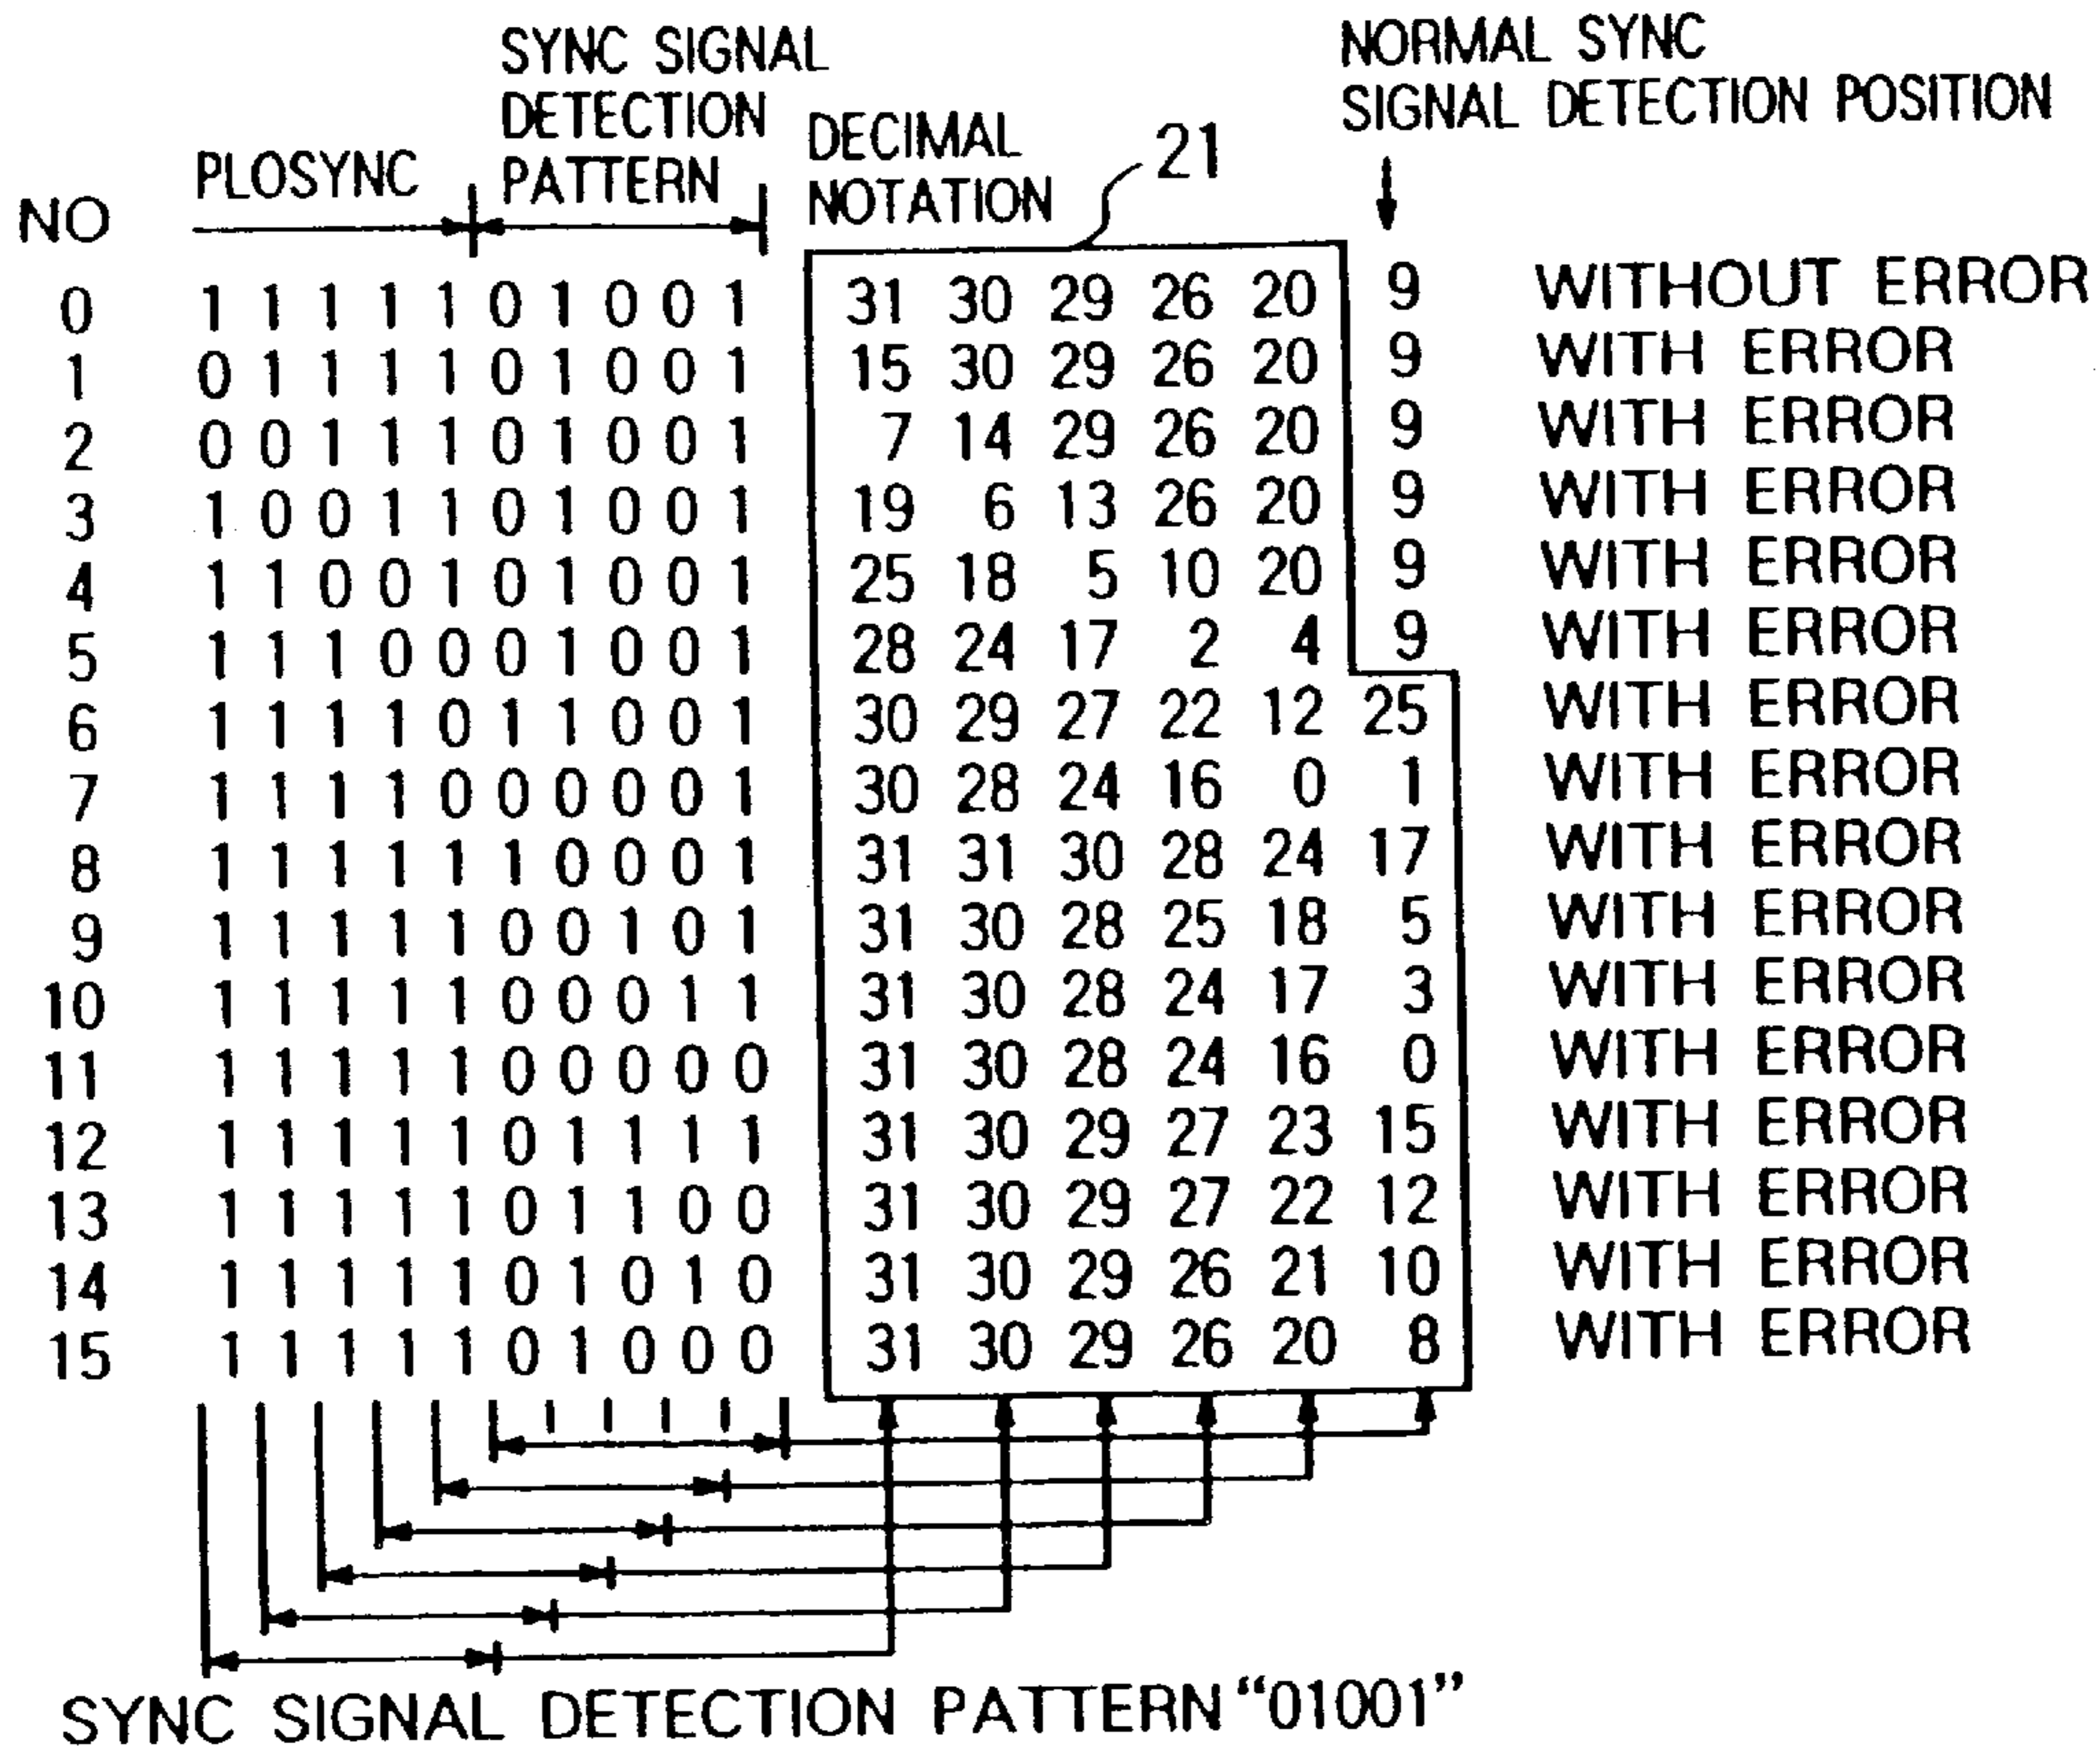 SYNC SIGNAL
DETECTION
PATTERN
NORMAL SYNC
SIGNAL DETECTION POSITION
DECIMAL
NOTATION
21
PLOSYNC
NO
0 1 1 1 1 1 0 1 0 0 1 31 30 29 26 20 9 WITHOUT ERROR
1 0 1 1 1 1 0 1 0 0 1 15 30 29 26 20 9 WITH ERROR
2 0 0 1 1 1 0 1 0 0 1 7 14 29 26 20 9 WITH ERROR
3 1 0 0 1 1 0 1 0 0 1 19 6 13 26 20 9 WITH ERROR
4 1 1 0 0 1 0 1 0 0 1 25 18 5 10 20 9 WITH ERROR
5 1 1 1 0 0 0 1 0 0 1 28 24 17 2 4 9 WITH ERROR
6 1 1 1 1 0 1 1 0 0 1 30 29 27 22 12 25 WITH ERROR
7 1 1 1 1 0 0 0 0 0 1 30 28 24 16 0 1 WITH ERROR
8 1 1 1 1 1 1 0 0 0 1 31 31 30 28 24 17 WITH ERROR
9 1 1 1 1 1 0 0 1 0 1 31 30 28 25 18 5 WITH ERROR
10 1 1 1 1 1 0 0 0 1 1 31 30 28 24 17 3 WITH ERROR
11 1 1 1 1 1 0 0 0 0 0 31 30 28 24 16 0 WITH ERROR
12 1 1 1 1 1 0 1 1 1 1 31 30 29 27 23 15 WITH ERROR
13 1 1 1 1 1 0 1 1 0 0 31 30 29 27 22 12 WITH ERROR
14 1 1 1 1 1 0 1 0 1 0 31 30 29 26 21 10 WITH ERROR
15 1 1 1 1 1 0 1 0 0 0 31 30 29 26 20 8 WITH ERROR
SYNC SIGNAL DETECTION PATTERN “01001”